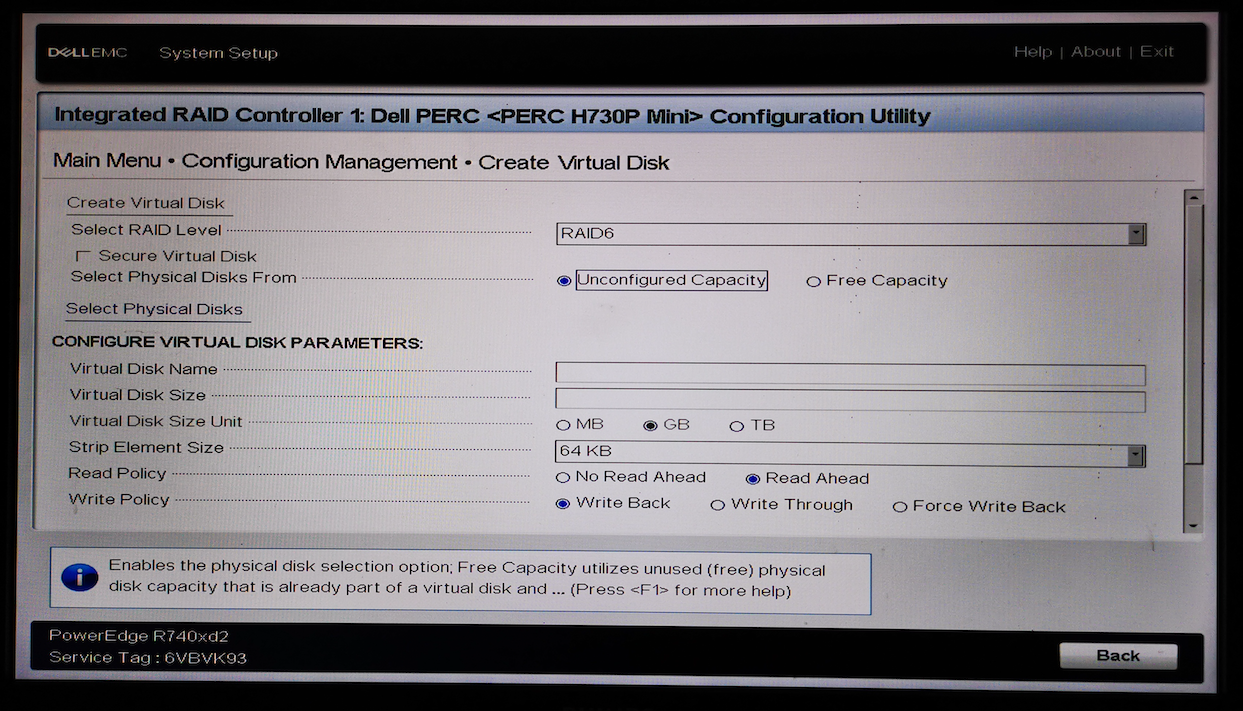 DELLEMC System Setup Help | About | Exit
Integrated RAID Controller 1: Dell PERC <PERC H730P Mini> Configuration Utility
Main Menu • Configuration Management • Create Virtual Disk
Create Virtual Disk
Select RAID Level RAID6
Secure Virtual Disk
Select Physical Disks From Unconfigured Capacity Free Capacity
Select Physical Disks
CONFIGURE VIRTUAL DISK PARAMETERS:
Virtual Disk Name
Virtual Disk Size
Virtual Disk Size Unit MB GB TB
Strip Element Size 64 KB
Read Policy No Read Ahead Read Ahead
Write Policy Write Back Write Through Force Write Back
Enables the physical disk selection option; Free Capacity utilizes unused (free) physical
disk capacity that is already part of a virtual disk and ... (Press <F1> for more help)
PowerEdge R740xd2
Service Tag : 6VBVK93
Back